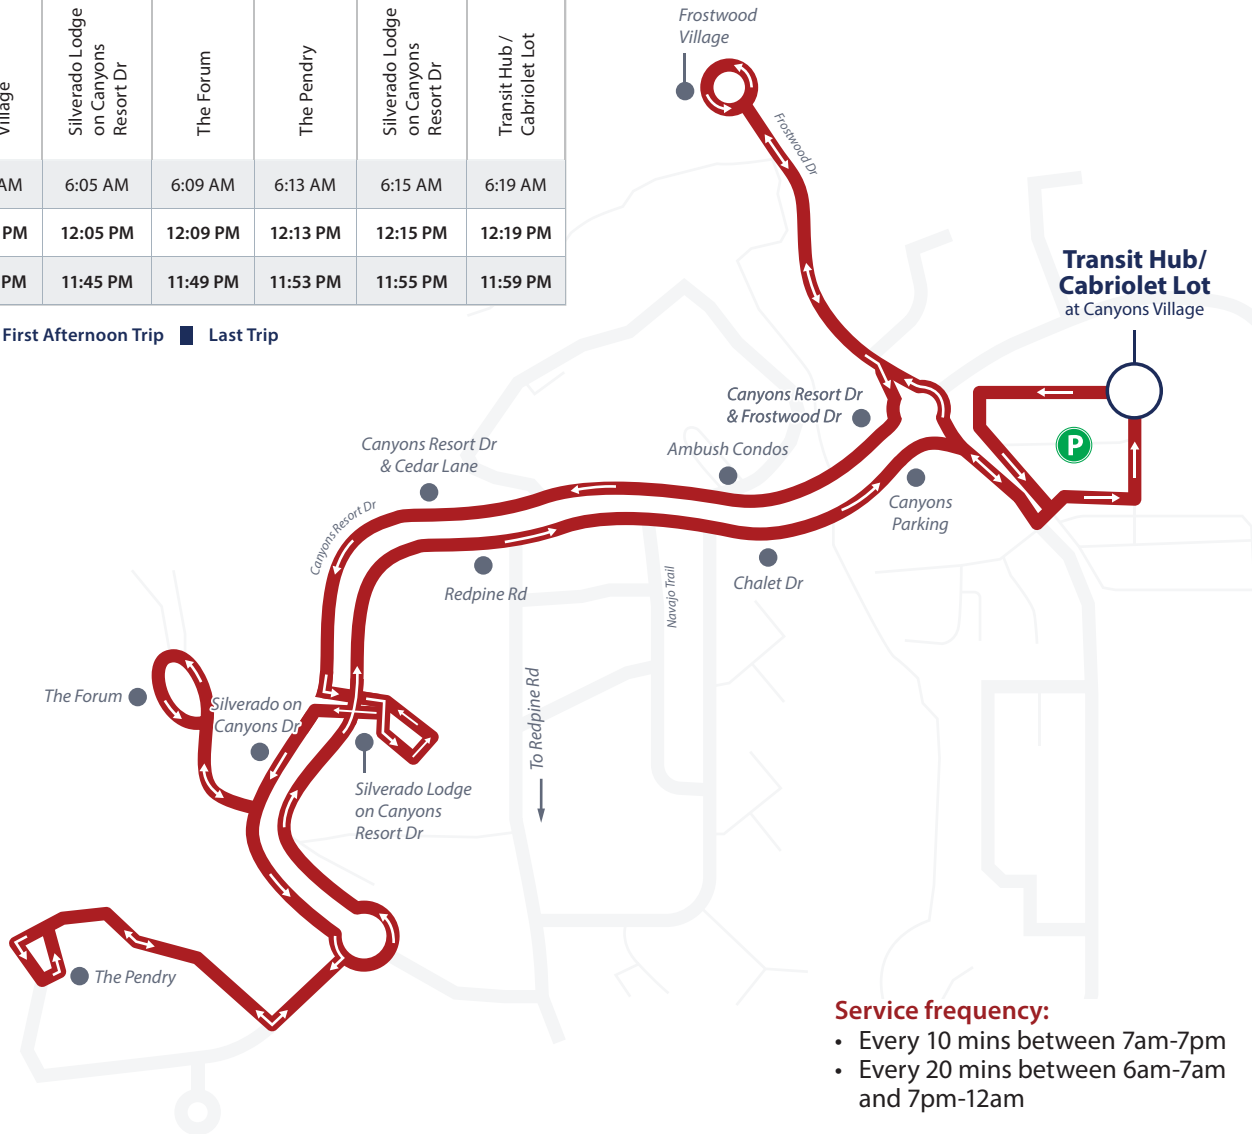 Village
Silverado Lodge
on Canyons
Resort Dr
The Forum
The Pendry
Silverado Lodge
on Canyons
Resort Dr
Transit Hub /
Cabriolet Lot
AM 6:05 AM 6:09 AM 6:13 AM 6:15 AM 6:19 AM
PM 12:05 PM 12:09 PM 12:13 PM 12:15 PM 12:19 PM
PM 11:45 PM 11:49 PM 11:53 PM 11:55 PM 11:59 PM
First Afternoon Trip Last Trip
Frostwood
Village
Frostwood Dr
Transit Hub/
Cabriolet Lot
at Canyons Village
P
Canyons Resort Dr
& Frostwood Dr
Ambush Condos
Canyons Resort Dr
& Cedar Lane
Canyons
Parking
Canyons Resort Dr
Redpine Rd
Chalet Dr
Navajo Trail
To Redpine Rd
The Forum
Silverado on
Canyons Dr
Silverado Lodge
on Canyons
Resort Dr
The Pendry
Service frequency:
• Every 10 mins between 7am-7pm
• Every 20 mins between 6am-7am
and 7pm-12am